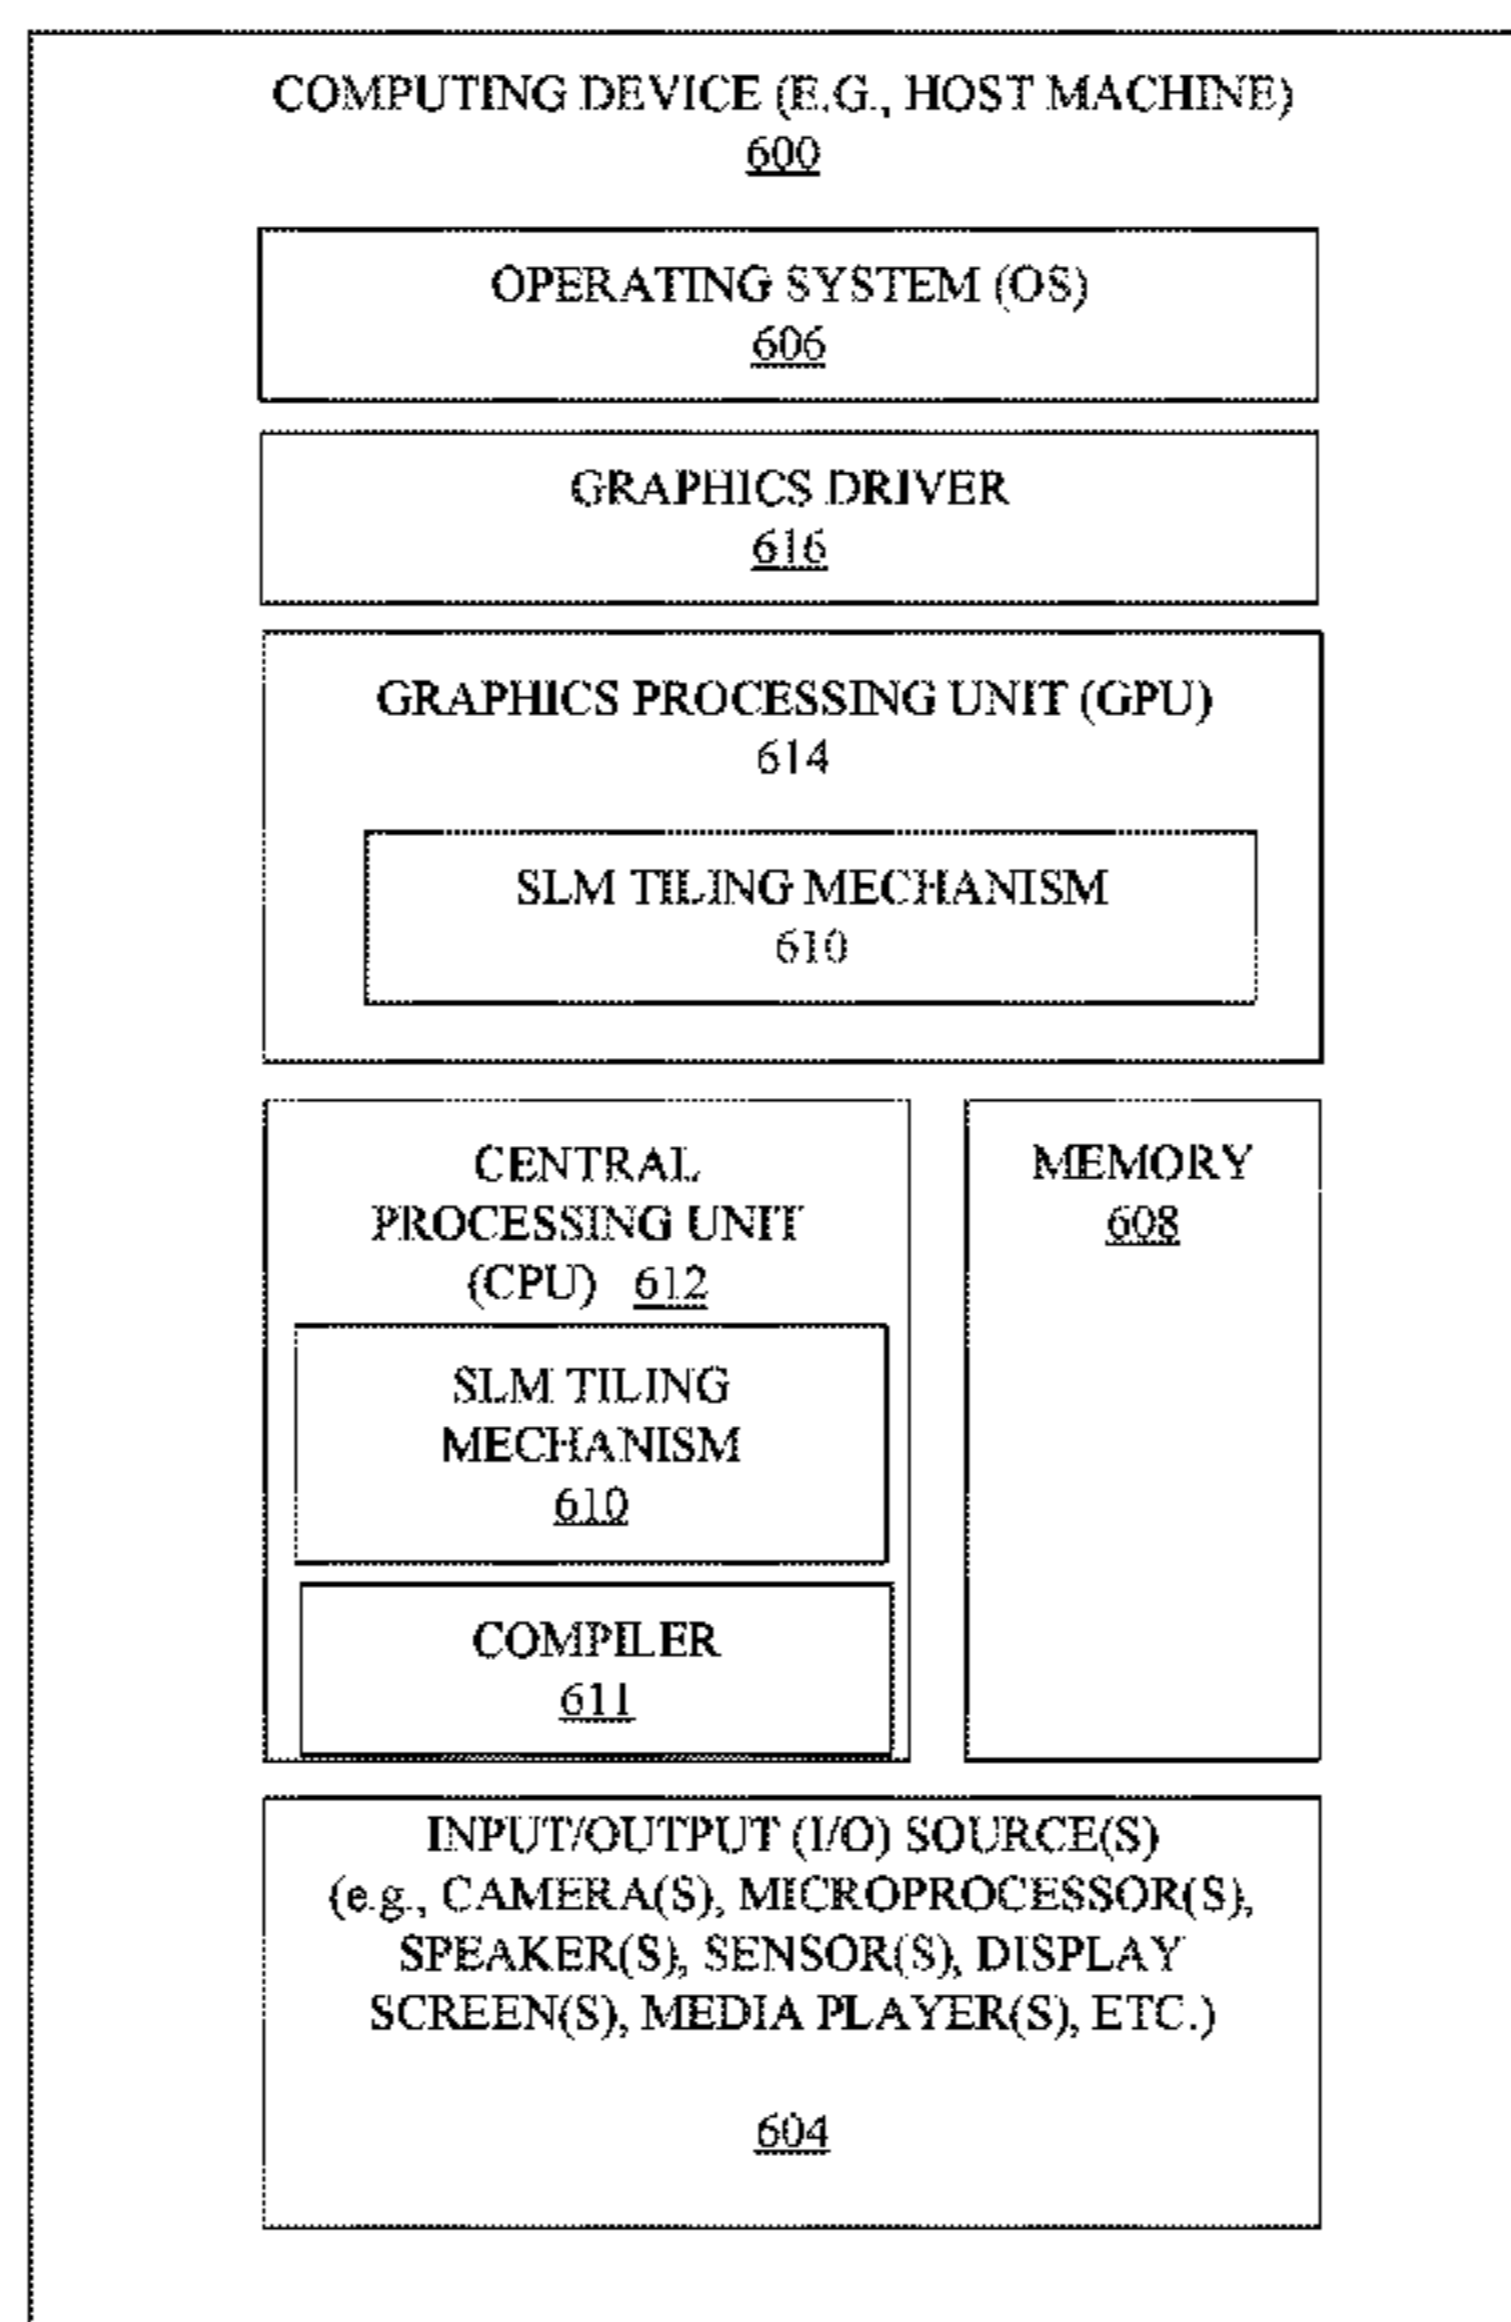 COMPUTING DEVICE (E.G., HOST MACHINE)
600
OPERATING SYSTEM (OS)
606
GRAPHICS DRIVER
616
GRAPHICS PROCESSING UNIT (GPU)
614
SLM TILING MECHANISM
610
CENTRAL
PROCESSING UNIT
(CPU) 612
SLM TILING
MECHANISM
610
COMPILER
611
MEMORY
608
INPUT/OUTPUT (I/O) SOURCE(S)
(e.g., CAMERA(S), MICROPROCESSOR(S),
SPEAKER(S), SENSOR(S), DISPLAY
SCREEN(S), MEDIA PLAYER(S), ETC.)
604